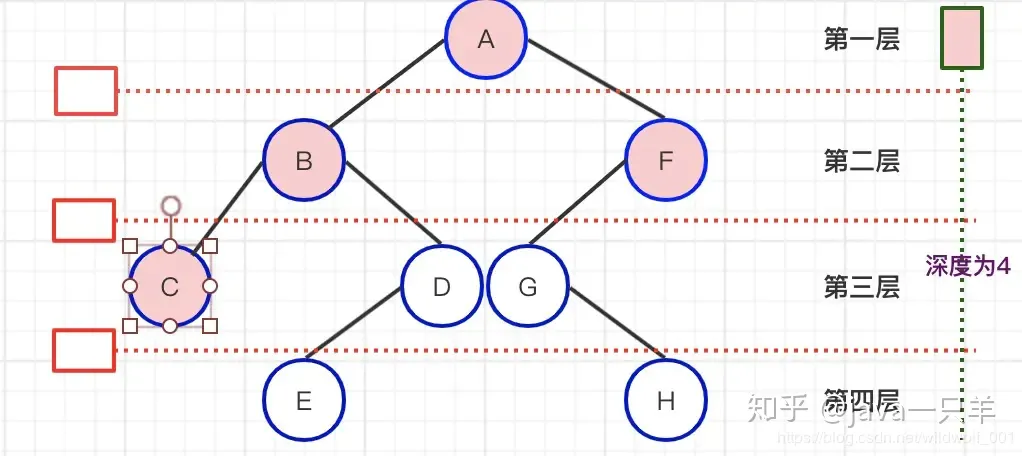 A
第一层
B
F
第二层
C
D
G
第三层
深度为4
E
H
第四层
知乎 @java一只羊
https://blog.csdn.net/wildwolf_001